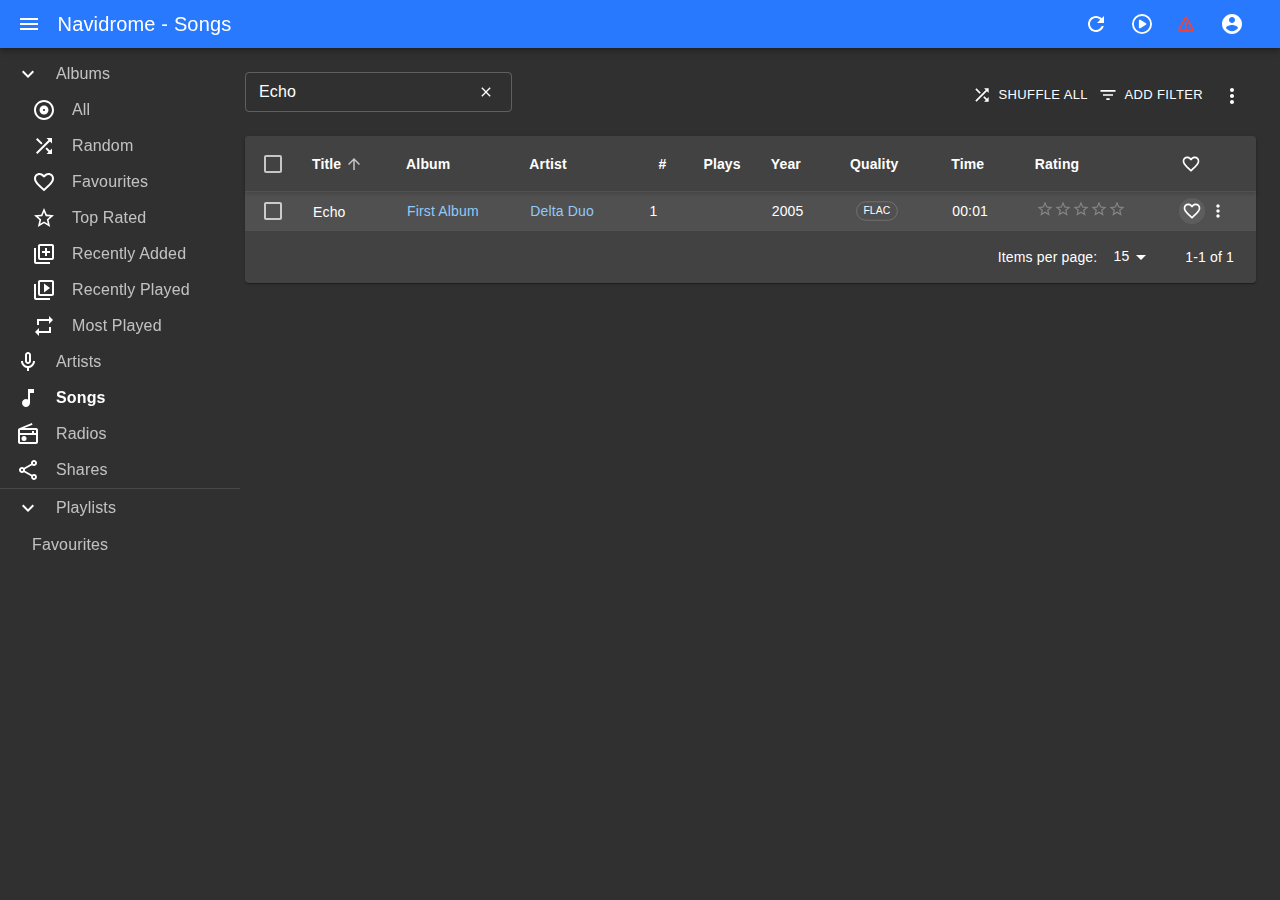 Navidrome - Songs
Albums
All
Random
Favourites
Top Rated
Recently Added
Recently Played
Most Played
Artists
Songs
Radios
Shares
Playlists
Favourites
Echo
SHUFFLE ALL ADD FILTER
Title Album Artist # Plays Year Quality Time Rating
Echo First Album Delta Duo 1 2005 FLAC 00:01
Items per page: 15 1-1 of 1